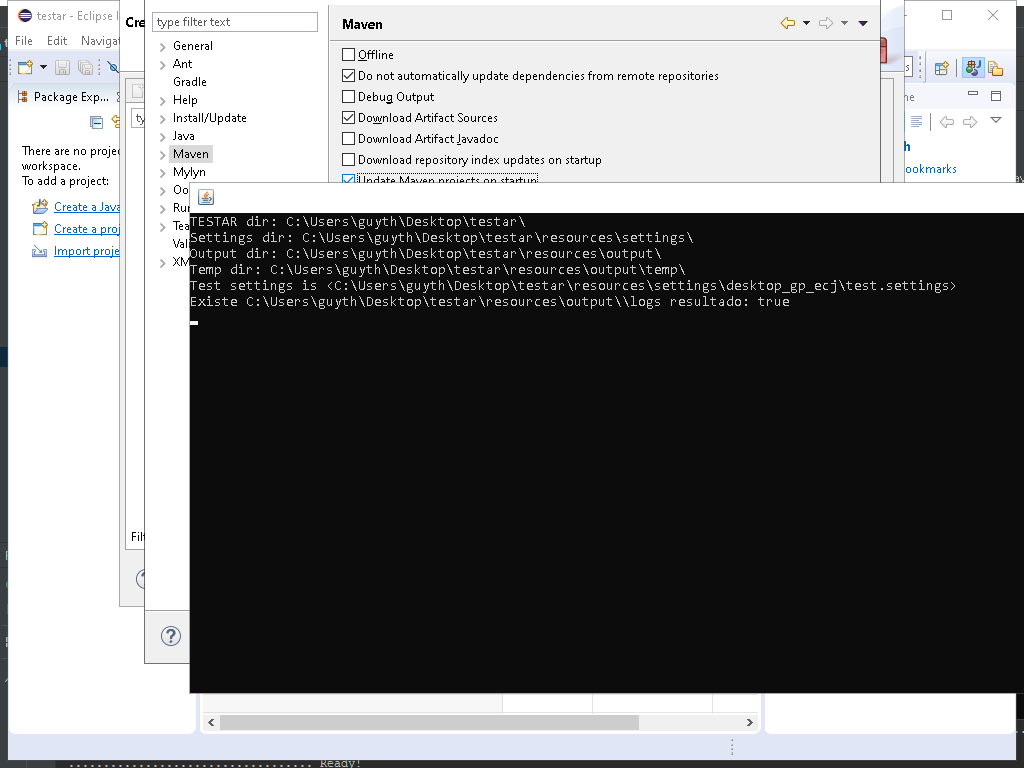 testar - Eclipse I
File Edit Navigat
Package Exp...
There are no projec
workspace.
To add a project:
Create a Java
Create a proj
Import proje
Cre
ty
Filt
type filter text
General
Ant
Gradle
Help
Install/Update
Java
Maven
Mylyn
Oo
Run
Tea
Vali
XM
Maven
Offline
Do not automatically update dependencies from remote repositories
Debug Output
Download Artifact Sources
Download Artifact Javadoc
Download repository index updates on startup
Update Maven projects on startup
ookmarks
TESTAR dir: C:\Users\guyth\Desktop\testar\
Settings dir: C:\Users\guyth\Desktop\testar\resources\settings\
Output dir: C:\Users\guyth\Desktop\testar\resources\output\
Temp dir: C:\Users\guyth\Desktop\testar\resources\output\temp\
Test settings is <C:\Users\guyth\Desktop\testar\resources\settings\desktop_gp_ecj\test.settings>
Existe C:\Users\guyth\Desktop\testar\resources\output\\logs resultado: true
................................ Ready!